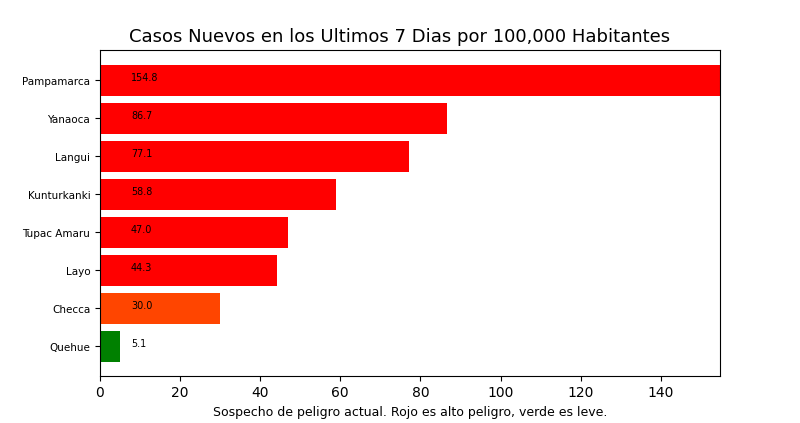 Casos Nuevos en los Ultimos 7 Dias por 100,000 Habitantes
Pampamarca 154.8
Yanaoca 86.7
Langui 77.1
Kunturkanki 58.8
Tupac Amaru 47.0
Layo 44.3
Checca 30.0
Quehue 5.1
0 20 40 60 80 100 120 140
Sospecho de peligro actual. Rojo es alto peligro, verde es leve.